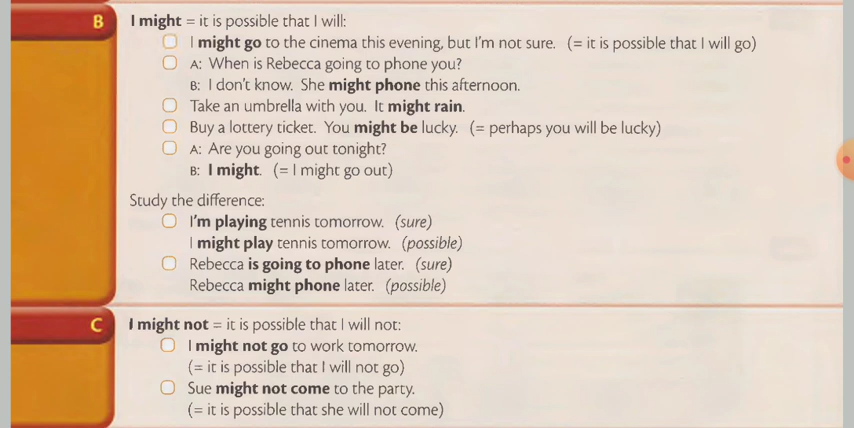 B
I might = it is possible that I will:
I might go to the cinema this evening, but I'm not sure. (= it is possible that I will go)
A: When is Rebecca going to phone you?
B: I don't know. She might phone this afternoon.
Take an umbrella with you. It might rain.
Buy a lottery ticket. You might be lucky. (= perhaps you will be lucky)
A: Are you going out tonight?
B: I might. (= I might go out)
Study the difference:
I'm playing tennis tomorrow. (sure)
I might play tennis tomorrow. (possible)
Rebecca is going to phone later. (sure)
Rebecca might phone later. (possible)
C
I might not = it is possible that I will not:
I might not go to work tomorrow.
(= it is possible that I will not go)
Sue might not come to the party.
(= it is possible that she will not come)